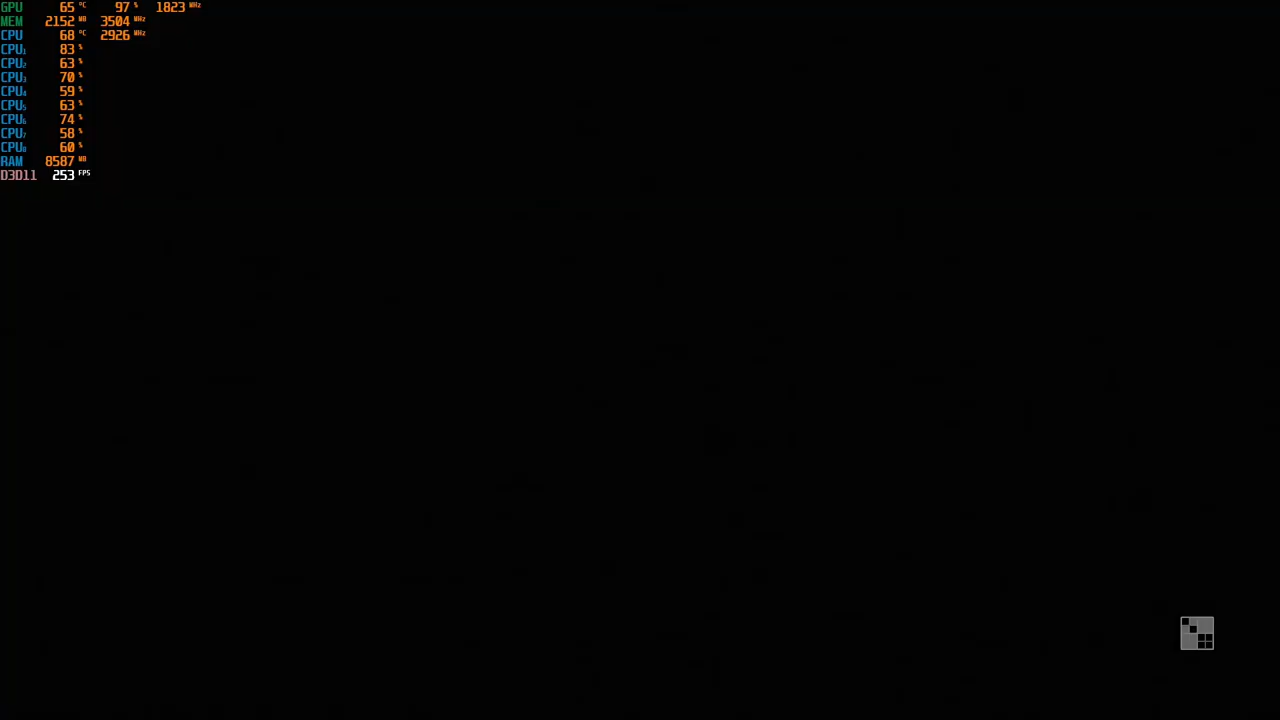 GPU 65 °C 97 % 1823 MHz
MEM 2152 MB 3504 MHz
CPU 68 °C 2926 MHz
CPU1 83 %
CPU2 63 %
CPU3 70 %
CPU4 59 %
CPU5 63 %
CPU6 74 %
CPU7 58 %
CPU8 60 %
RAM 8587 MB
D3D11 253 FPS